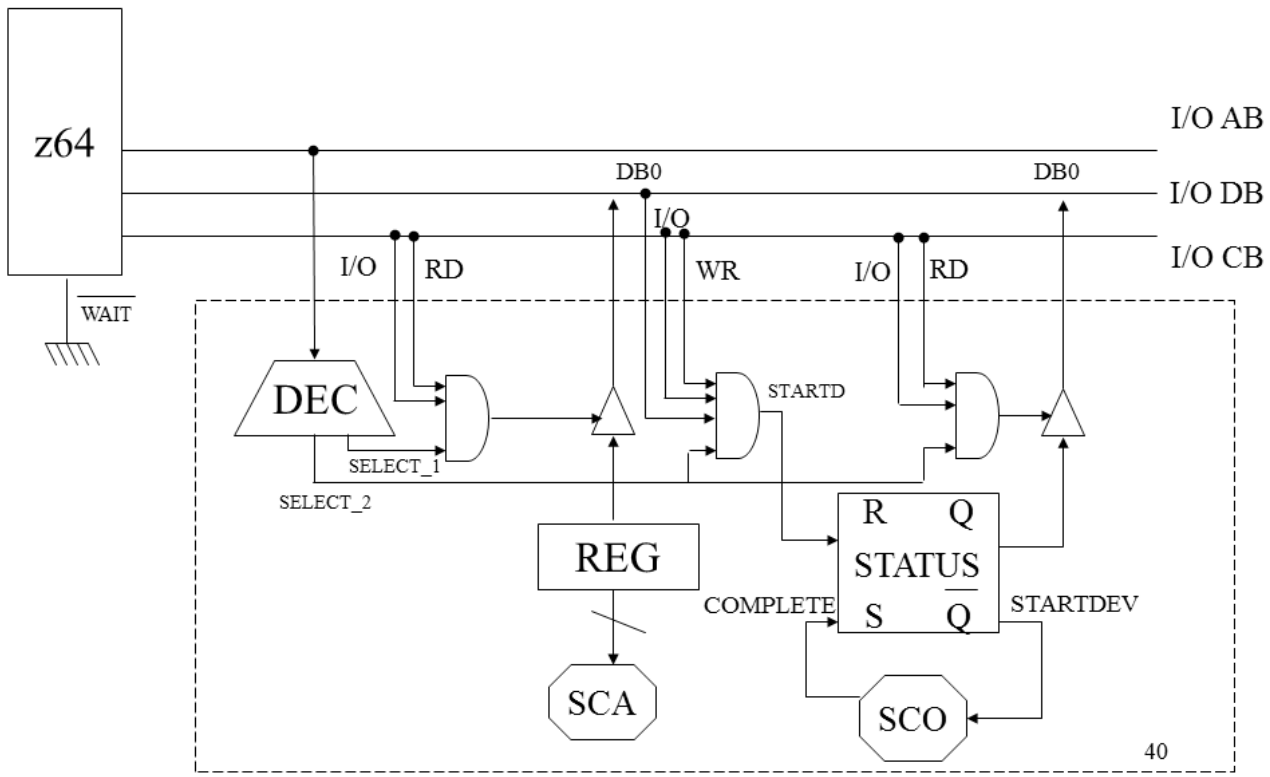 I/O AB
z64
DB0
DB0
I/O DB
I/O
I/O CB
I/O
RD
WR
I/O
RD
WAIT
DEC
STARTD
SELECT_1
SELECT_2
R Q
REG
STATUS
COMPLETE
STARTDEV
S Q
SCA
SCO
40